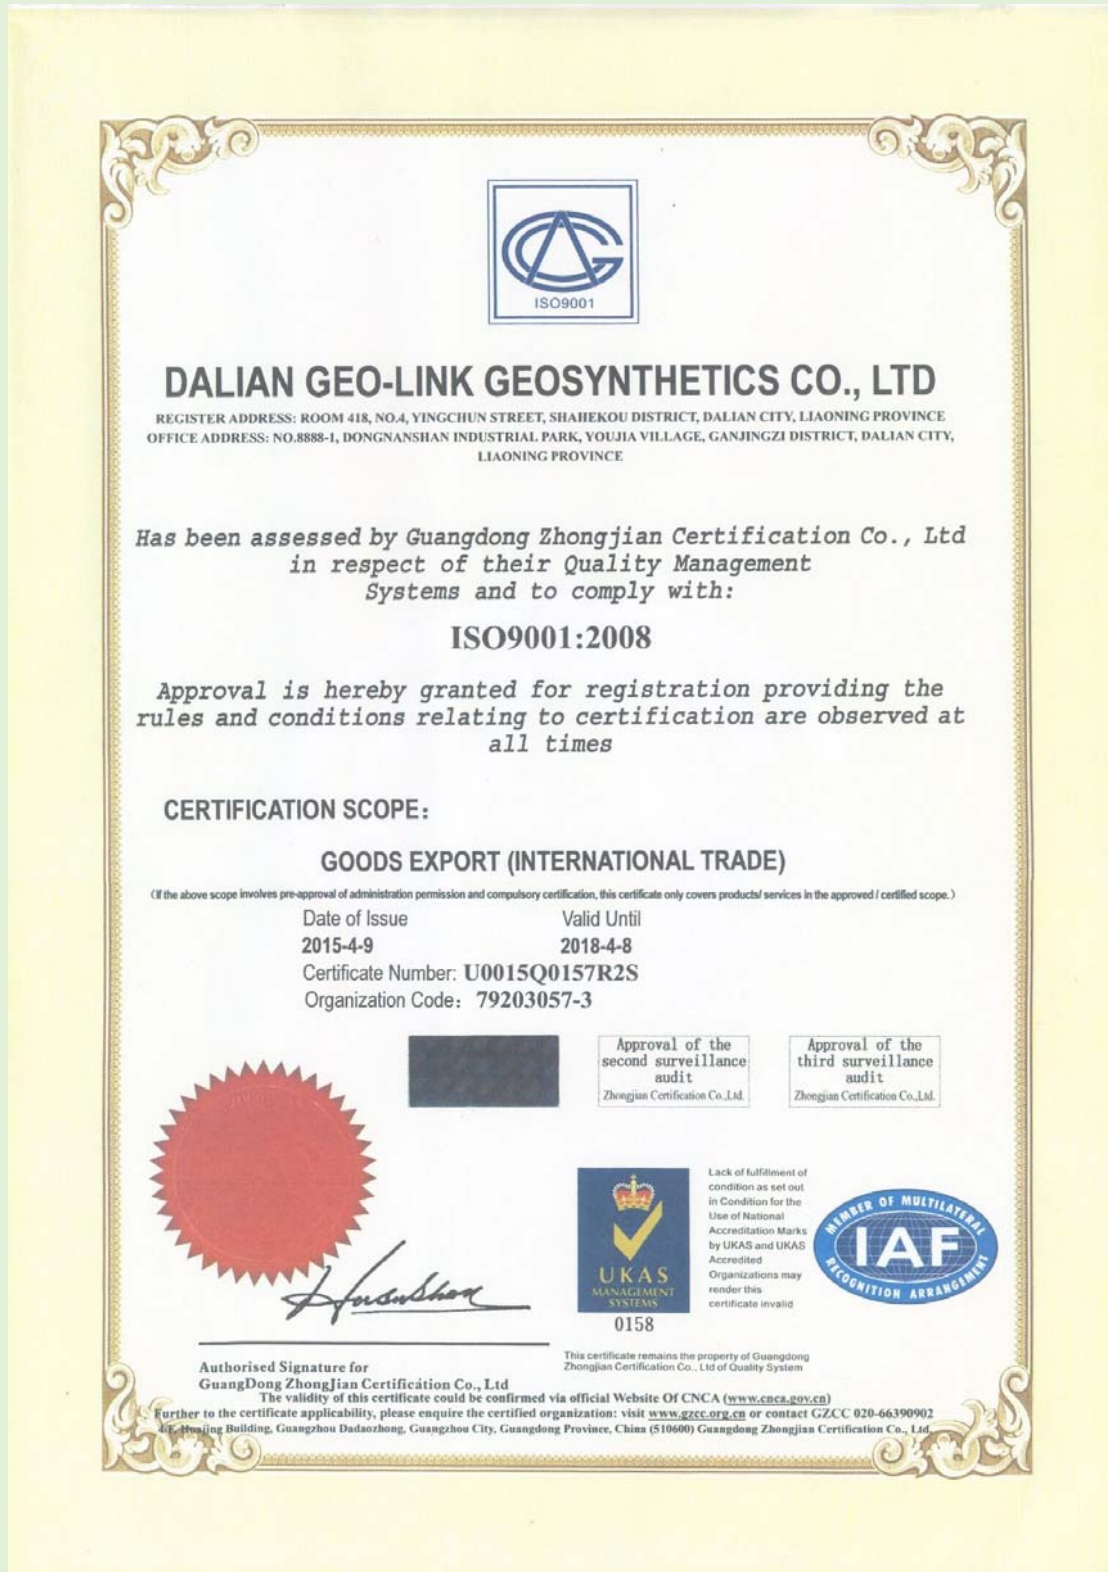 CAG
ISO9001
DALIAN GEO-LINK GEOSYNTHETICS CO., LTD
REGISTER ADDRESS: ROOM 418, NO.4, YINGCHUN STREET, SHAHEKOU DISTRICT, DALIAN CITY, LIAONING PROVINCE
OFFICE ADDRESS: NO.8888-1, DONGNANSHAN INDUSTRIAL PARK, YOUJIA VILLAGE, GANJINGZI DISTRICT, DALIAN CITY,
LIAONING PROVINCE
Has been assessed by Guangdong Zhongjian Certification Co., Ltd
in respect of their Quality Management
Systems and to comply with:
ISO9001:2008
Approval is hereby granted for registration providing the
rules and conditions relating to certification are observed at
all times
CERTIFICATION SCOPE:
GOODS EXPORT (INTERNATIONAL TRADE)
(If the above scope involves pre-approval of administration permission and compulsory certification, this certificate only covers products/ services in the approved / certified scope.)
Date of Issue Valid Until
2015-4-9 2018-4-8
Certificate Number: U0015Q0157R2S
Organization Code: 79203057-3
Approval of the
second surveillance
audit
Zhongjian Certification Co.,Ltd.
Approval of the
third surveillance
audit
Zhongjian Certification Co.,Ltd.
UKAS
MANAGEMENT
SYSTEMS
0158
Lack of fulfillment of
condition as set out
in Condition for the
Use of National
Accreditation Marks
by UKAS and UKAS
Accredited
Organizations may
render this
certificate invalid
MEMBER OF MULTILATERAL
IAF
RECOGNITION ARRANGEMENT
This certificate remains the property of Guangdong
Zhongjian Certification Co., Ltd of Quality System
Authorised Signature for
GuangDong ZhongJian Certification Co., Ltd
The validity of this certificate could be confirmed via official Website Of CNCA (www.cnca.gov.cn)
Further to the certificate applicability, please enquire the certified organization: visit www.gzcc.org.cn or contact GZCC 020-66390902
4/F, Huajing Building, Guangzhou Dadaozhong, Guangzhou City, Guangdong Province, China (510600) Guangdong Zhongjian Certification Co., Ltd.